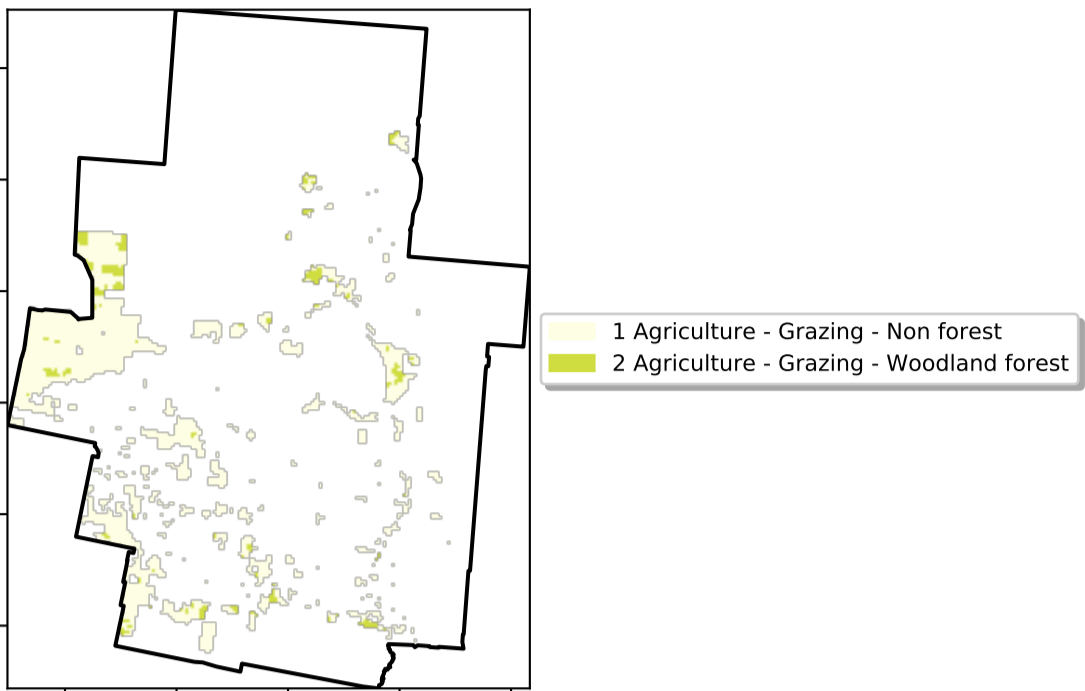 1 Agriculture - Grazing - Non forest
2 Agriculture - Grazing - Woodland forest